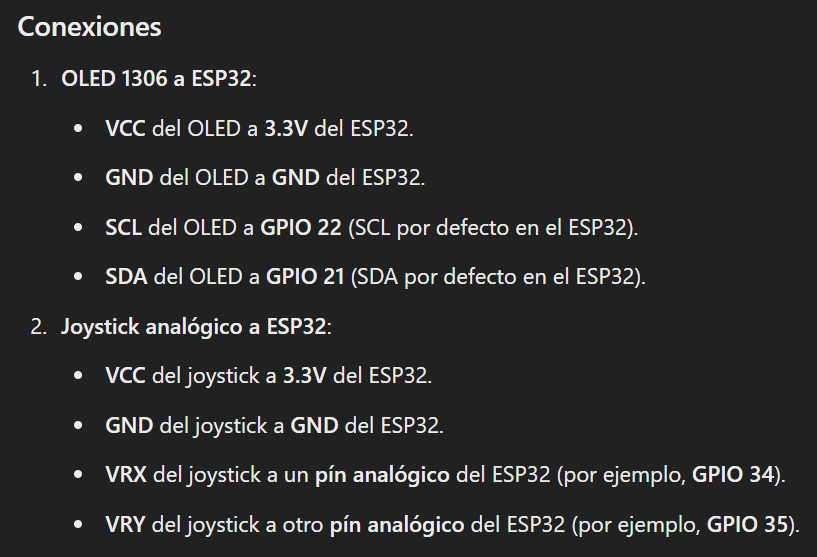 Conexiones
1. OLED 1306 a ESP32:
• VCC del OLED a 3.3V del ESP32.
• GND del OLED a GND del ESP32.
• SCL del OLED a GPIO 22 (SCL por defecto en el ESP32).
• SDA del OLED a GPIO 21 (SDA por defecto en el ESP32).
2. Joystick analógico a ESP32:
• VCC del joystick a 3.3V del ESP32.
• GND del joystick a GND del ESP32.
• VRX del joystick a un pín analógico del ESP32 (por ejemplo, GPIO 34).
• VRY del joystick a otro pín analógico del ESP32 (por ejemplo, GPIO 35).